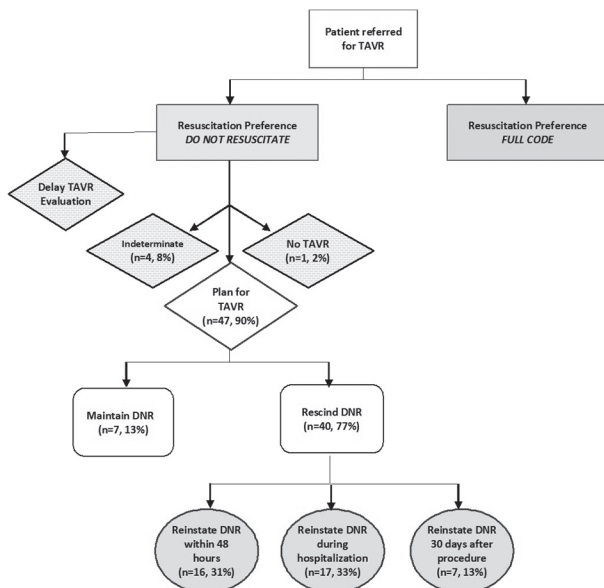 Patient referred
for TAVR
Resuscitation Preference
DO NOT RESUSCITATE
Resuscitation Preference
FULL CODE
Delay TAVR
Evaluation
Indeterminate
(n=4, 8%)
No TAVR
(n=1, 2%)
Plan for
TAVR
(n=47, 90%)
Maintain DNR
(n=7, 13%)
Rescind DNR
(n=40, 77%)
Reinstate DNR
within 48
hours
(n=16, 31%)
Reinstate DNR
during
hospitalization
(n=17, 33%)
Reinstate DNR
30 days after
procedure
(n=7, 13%)